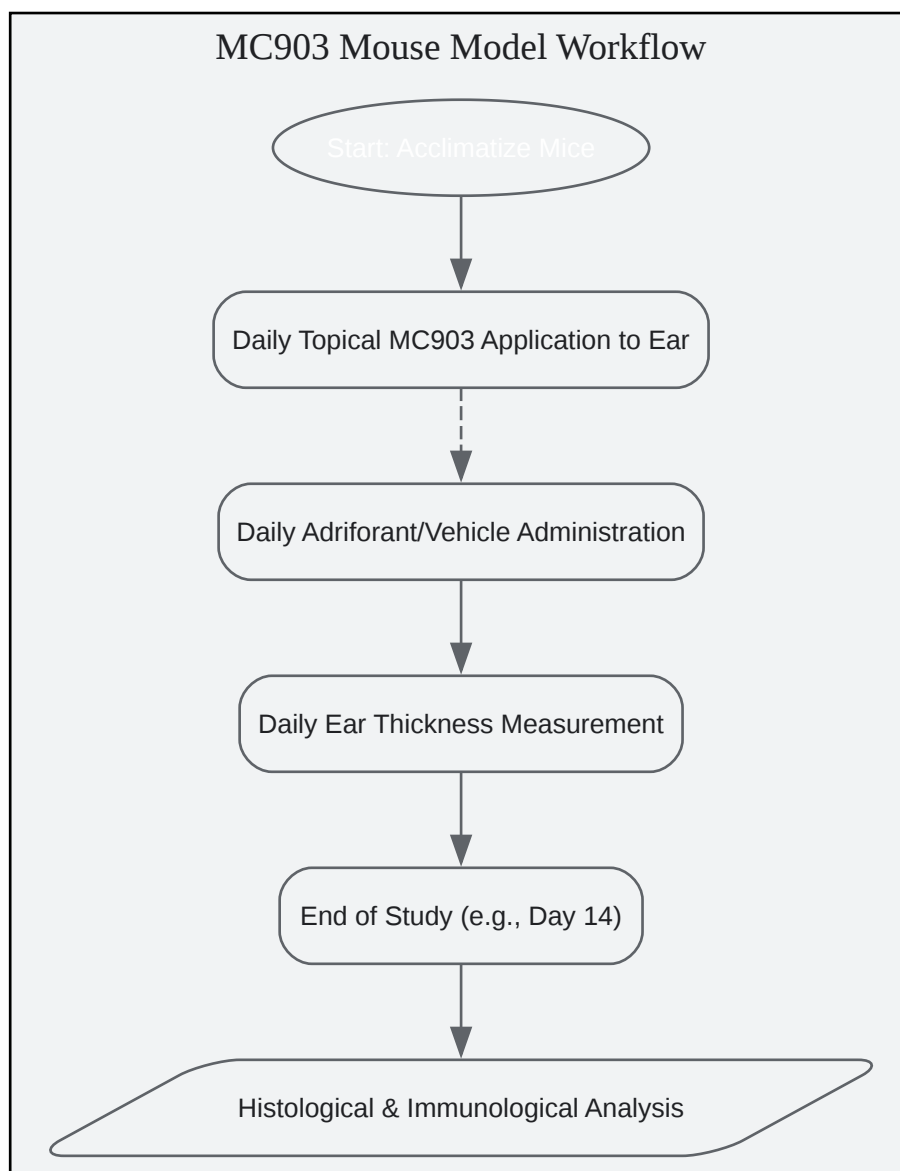 MC903 Mouse Model Workflow
Start: Acclimatize Mice
Daily Topical MC903 Application to Ear
Daily Adriforant/Vehicle Administration
Daily Ear Thickness Measurement
End of Study (e.g., Day 14)
Histological & Immunological Analysis